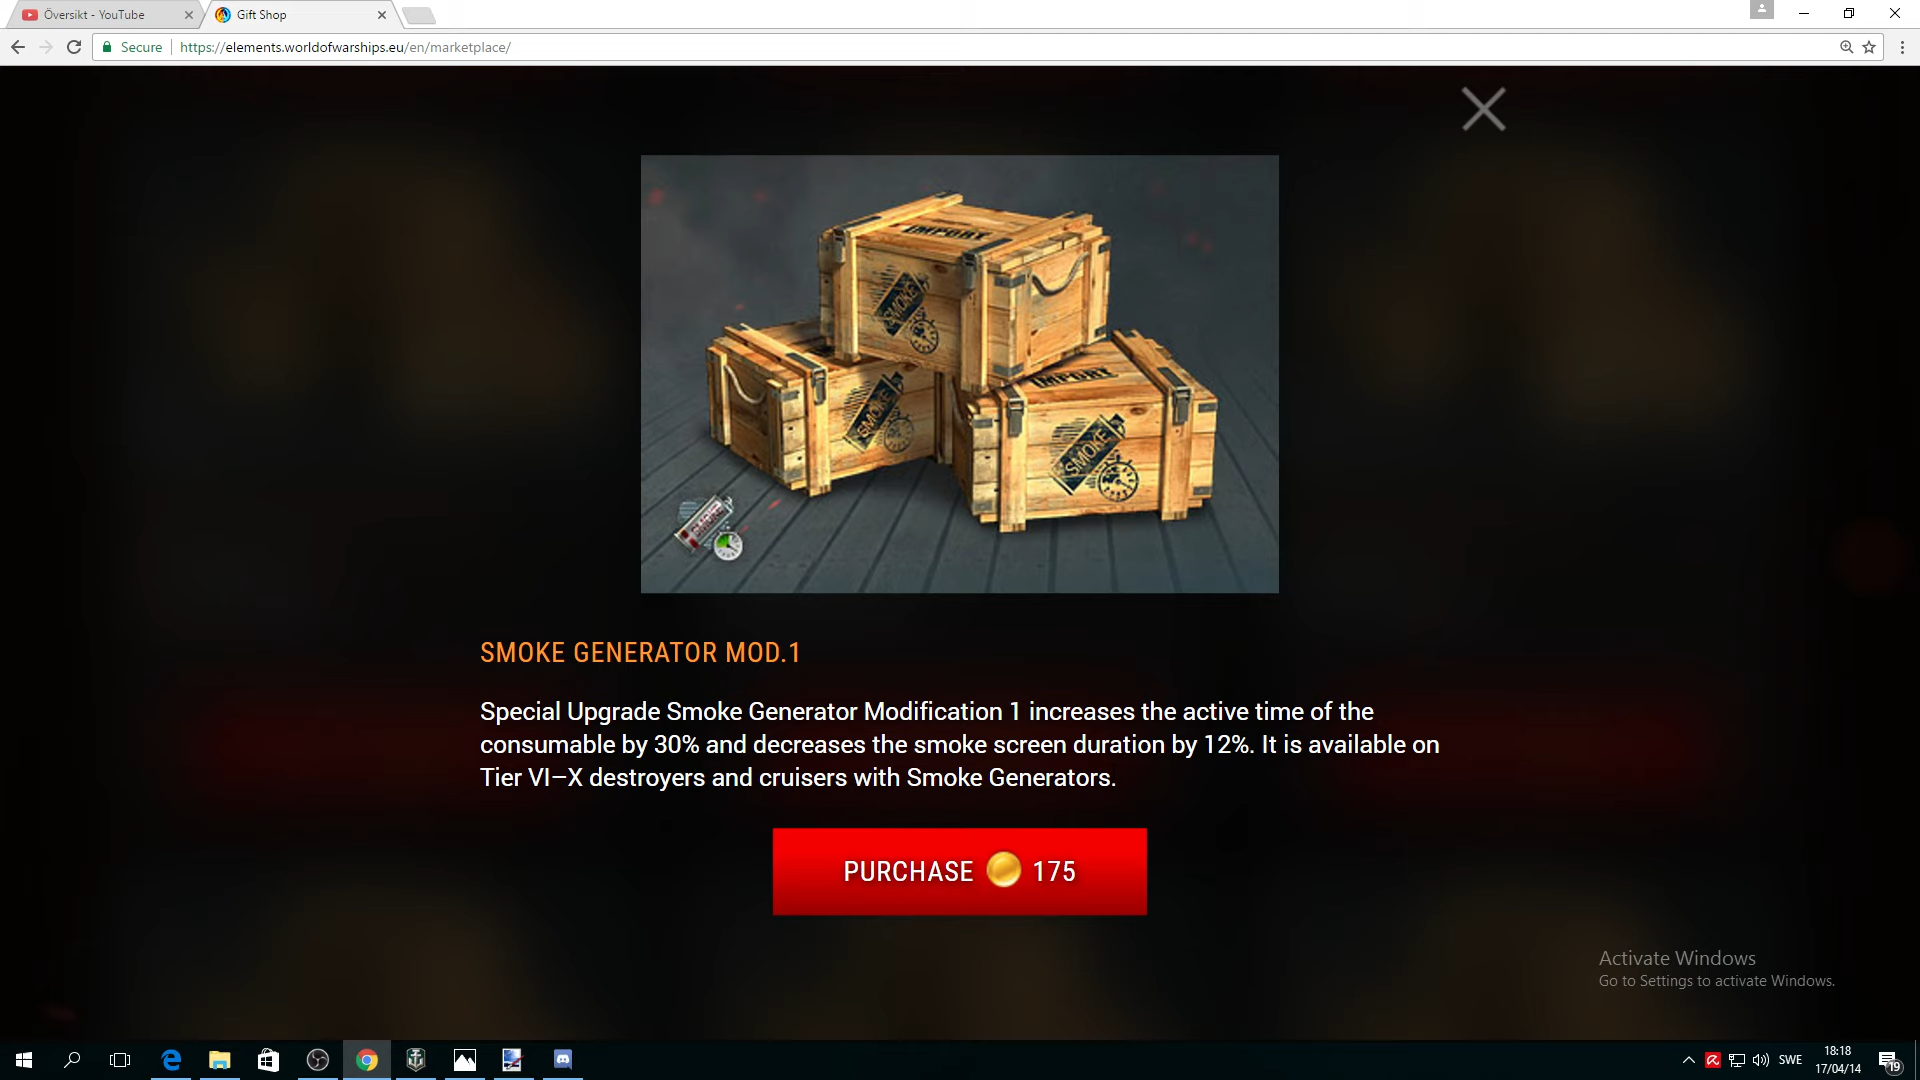 Översikt - YouTube
Gift Shop
Secure
https://elements.worldofwarships.eu/en/marketplace/
IMPORT
SMOKE
SMOKE
IMPORT
SMOKE
SMOKE
SMOKE GENERATOR MOD.1
Special Upgrade Smoke Generator Modification 1 increases the active time of the
consumable by 30% and decreases the smoke screen duration by 12%. It is available on
Tier VI–X destroyers and cruisers with Smoke Generators.
PURCHASE 175
Activate Windows
Go to Settings to activate Windows.
SWE
18:18
17/04/14
19